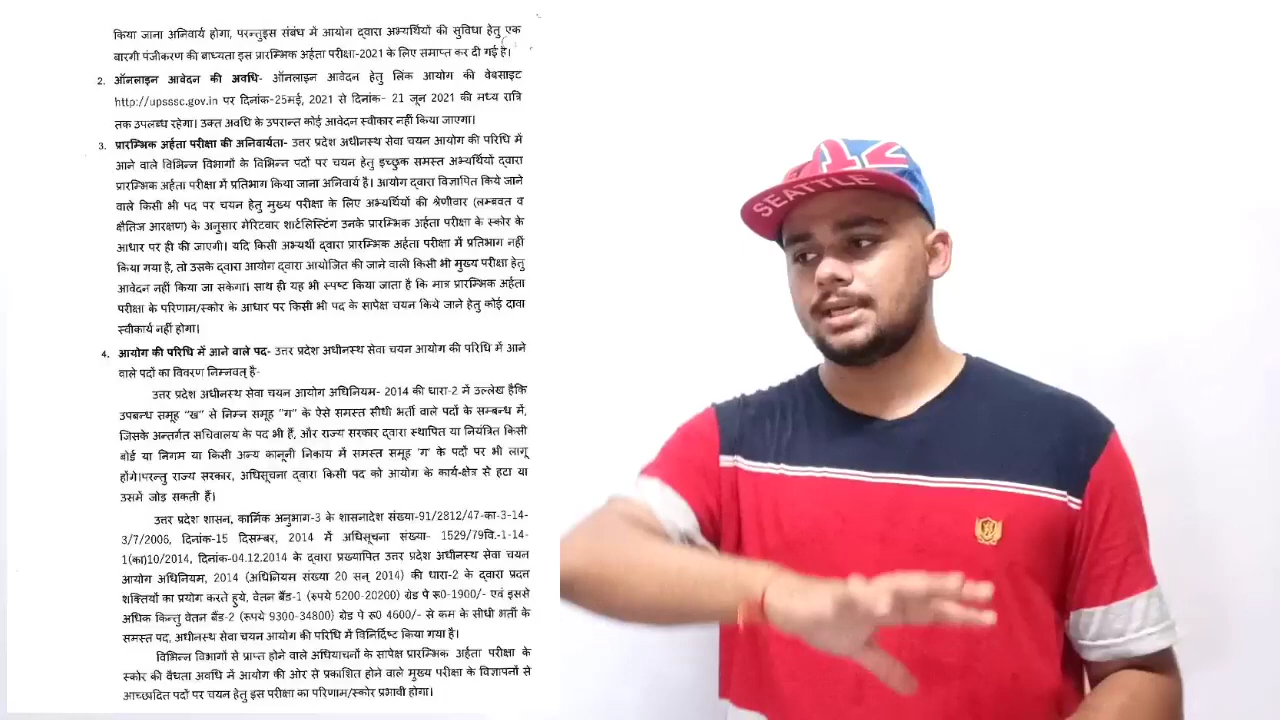 किया जाना अनिवार्य होगा, परन्तुइस संबंध में आयोग द्वारा अभ्यर्थियों की सुविधा हेतु एक
बारगी पंजीकरण की बाध्यता इस प्रारम्भिक अर्हता परीक्षा-2021 के लिए समाप्त कर दी गई है।
2. ऑनलाइन आवेदन की अवधि- ऑनलाइन आवेदन हेतु लिंक आयोग की वेबसाइट
http://upsssc.gov.in पर दिनांक-25मई, 2021 से दिनांक- 21 जून 2021 की मध्य रात्रि
तक उपलब्ध रहेगा। उक्त अवधि के उपरान्त कोई आवेदन स्वीकार नहीं किया जाएगा।
3. प्रारम्भिक अर्हता परीक्षा की अनिवार्यता- उत्तर प्रदेश अधीनस्थ सेवा चयन आयोग की परिधि में
आने वाले विभिन्न विभागों के विभिन्न पदों पर चयन हेतु इच्छुक समस्त अभ्यर्थियों द्वारा
प्रारम्भिक अर्हता परीक्षा में प्रतिभाग किया जाना अनिवार्य है। आयोग द्वारा विज्ञापित किये जाने
वाले किसी भी पद पर चयन हेतु मुख्य परीक्षा के लिए अभ्यर्थियों की श्रेणीवार (लम्बवत व
क्षैतिज आरक्षण) के अनुसार मेरिटवार शार्टलिस्टिंग उनके प्रारम्भिक अर्हता परीक्षा के स्कोर के
आधार पर ही की जाएगी। यदि किसी अभ्यर्थी द्वारा प्रारम्भिक अर्हता परीक्षा में प्रतिभाग नहीं
किया गया है, तो उसके द्वारा आयोग द्वारा आयोजित की जाने वाली किसी भी मुख्य परीक्षा हेतु
आवेदन नहीं किया जा सकेगा। साथ ही यह भी स्पष्ट किया जाता है कि मात्र प्रारम्भिक अर्हता
परीक्षा के परिणाम/स्कोर के आधार पर किसी भी पद के सापेक्ष चयन किये जाने हेतु कोई दावा
स्वीकार्य नहीं होगा।
4. आयोग की परिधि में आने वाले पद- उत्तर प्रदेश अधीनस्थ सेवा चयन आयोग की परिधि में आने
वाले पदों का विवरण निम्नवत् है-
उत्तर प्रदेश अधीनस्थ सेवा चयन आयोग अधिनियम- 2014 की धारा-2 में उल्लेख हैकि
उपबन्ध समूह "ख" से निम्न समूह "ग" के ऐसे समस्त सीधी भर्ती वाले पदों के सम्बन्ध में,
जिसके अन्तर्गत सचिवालय के पद भी हैं, और राज्य सरकार द्वारा स्थापित या नियंत्रित किसी
बोर्ड या निगम या किसी अन्य कानूनी निकाय में समस्त समूह 'ग' के पदों पर भी लागू
होंगे।परन्तु राज्य सरकार, अधिसूचना द्वारा किसी पद को आयोग के कार्य-क्षेत्र से हटा या
उसमें जोड़ सकती हैं।
उत्तर प्रदेश शासन, कार्मिक अनुभाग-3 के शासनादेश संख्या-91/2812/47-का-3-14-
3/7/2006, दिनांक-15 दिसम्बर, 2014 में अधिसूचना संख्या- 1529/79वि.-1-14-
1(का)10/2014, दिनांक-04.12.2014 के द्वारा प्रख्यापित उत्तर प्रदेश अधीनस्थ सेवा चयन
आयोग अधिनियम, 2014 (अधिनियम संख्या 20 सन् 2014) की धारा-2 के द्वारा प्रदत्त
शक्तियों का प्रयोग करते हुये, वेतन बैंड-1 (रुपये 5200-20200) ग्रेड पे रू0-1900/- एवं इससे
अधिक किन्तु वेतन बैंड-2 (रुपये 9300-34800) ग्रेड पे रू0 4600/- से कम के सीधी भर्ती के
समस्त पद, अधीनस्थ सेवा चयन आयोग की परिधि में विनिर्दिष्ट किया गया है।
विभिन्न विभागों से प्राप्त होने वाले अधियाचनों के सापेक्ष प्रारम्भिक अर्हता परीक्षा के
स्कोर की वैधता अवधि में आयोग की ओर से प्रकाशित होने वाले मुख्य परीक्षा के विज्ञापनों से
आच्छादित पदों पर चयन हेतु इस परीक्षा का परिणाम/स्कोर प्रभावी होगा।
12
SEATTLE